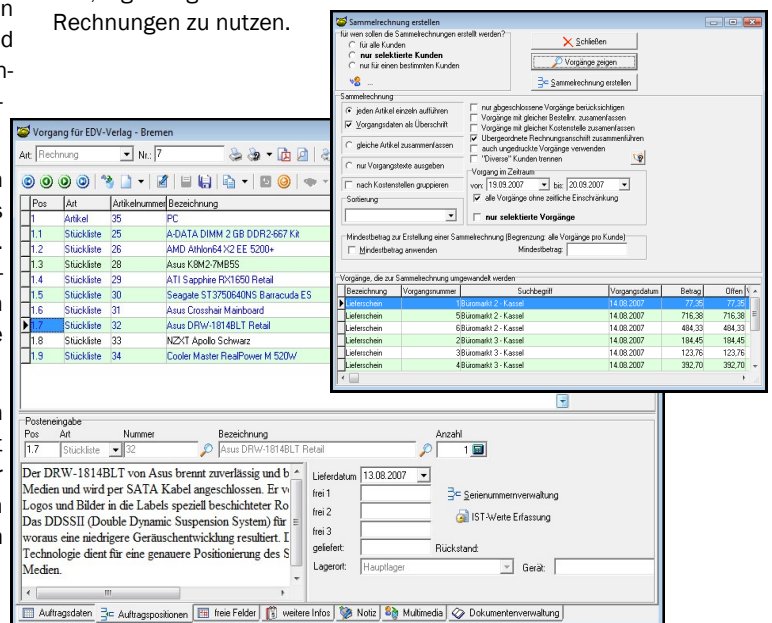 Rechnungen zu nutzen.
Sammelrechnung erstellen
für wen sollen die Sammelrechnungen erstellt werden?
für alle Kunden
nur selektierte Kunden
nur für einen bestimmten Kunden
...
Schließen
Vorgänge zeigen
Sammelrechnung erstellen
Sammelrechnung
jeden Artikel einzeln aufführen
Vorgangsdaten als Überschrift
gleiche Artikel zusammenfassen
nur Vorgangstexte ausgeben
nach Kostenstellen gruppieren
Sortierung
nur abgeschlossene Vorgänge berücksichtigen
Vorgänge mit gleicher Bestellnr. zusamenfassen
Vorgänge mit gleicher Kostenstelle zusammenfassen
Übergeordnete Rechnungsanschrift zusammenführen
auch ungedruckte Vorgänge verwenden
"Diverse" Kunden trennen
Vorgang im Zeitraum
von: 19.09.2007 bis: 20.09.2007
alle Vorgänge ohne zeitliche Einschränkung
nur selektierte Vorgänge
Mindestbetrag zur Erstellung einer Sammelrechnung (Begrenzung: alle Vorgänge pro Kunde)
Mindestbetrag anwenden Mindestbetrag:
Vorgänge, die zur Sammelrechnung umgewandelt werden
Bezeichnung Vorgangsnummer Suchbegriff Vorgangsdatum Betrag Offen
Lieferschein 1 Büromarkt 2 - Kassel 14.08.2007 77,35 77,35
Lieferschein 5 Büromarkt 2 - Kassel 14.08.2007 716,38 716,38
Lieferschein 6 Büromarkt 2 - Kassel 14.08.2007 484,33 484,33
Lieferschein 2 Büromarkt 3 - Kassel 14.08.2007 184,45 184,45
Lieferschein 3 Büromarkt 3 - Kassel 14.08.2007 123,76 123,76
Lieferschein 4 Büromarkt 3 - Kassel 14.08.2007 392,70 392,70
Vorgang für EDV-Verlag - Bremen
Art: Rechnung Nr.: 7
Pos Art Artikelnummer Bezeichnung
1 Artikel 35 PC
1.1 Stückliste 25 A-DATA DIMM 2 GB DDR2-667 Kit
1.2 Stückliste 26 AMD Athlon64 X2 EE 5200+
1.3 Stückliste 28 Asus K8M2-7MB5S
1.4 Stückliste 29 ATI Sapphire RX1650 Retail
1.5 Stückliste 30 Seagate ST3750640NS Barracuda ES
1.6 Stückliste 31 Asus Crosshair Mainboard
1.7 Stückliste 32 Asus DRW-1814BLT Retail
1.8 Stückliste 33 NZXT Apollo Schwarz
1.9 Stückliste 34 Cooler Master RealPower M 520W
Posteneingabe
Pos Art Nummer Bezeichnung Anzahl
1.7 Stückliste 32 Asus DRW-1814BLT Retail 1
Der DRW-1814BLT von Asus brennt zuverlässig und b
Medien und wird per SATA Kabel angeschlossen. Er v
Logos und Bilder in die Labels speziell beschichteter Ro
Das DDSSII (Double Dynamic Suspension System) für
woraus eine niedrigere Geräuschentwicklung resultiert. D
Technologie dient für eine genauere Positionierung des S
Medien.
Lieferdatum 13.08.2007
frei 1
frei 2
frei 3
geliefert: Rückstand:
Lagerort: Hauptlager Gerät:
Serienummernverwaltung
IST-Werte Erfassung
Auftragsdaten Auftragspositionen freie Felder weitere Infos Notiz Multimedia Dokumentenverwaltung